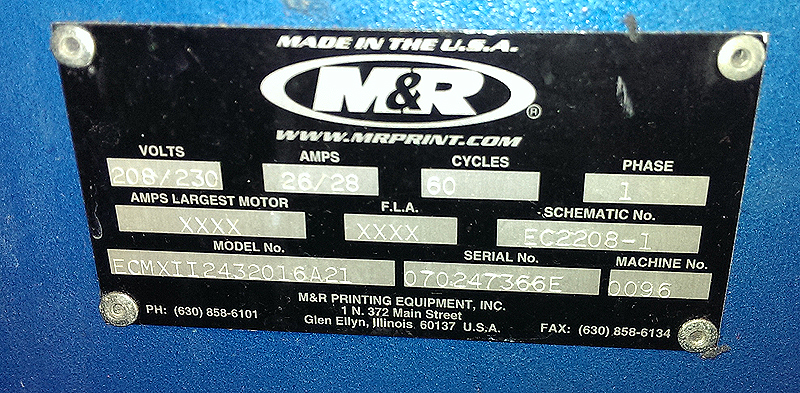 MADE IN THE U.S.A.
M&R ®
WWW.MRPRINT.COM
VOLTS AMPS CYCLES PHASE
208/230 26/28 60 1
AMPS LARGEST MOTOR F.L.A. SCHEMATIC No.
XXXX XXXX EC2208-1
MODEL No. SERIAL No. MACHINE No.
ECMXII2432016A21 070247366E 0096
M&R PRINTING EQUIPMENT, INC.
1 N. 372 Main Street
PH: (630) 858-6101 Glen Ellyn, Illinois 60137 U.S.A. FAX: (630) 858-6134